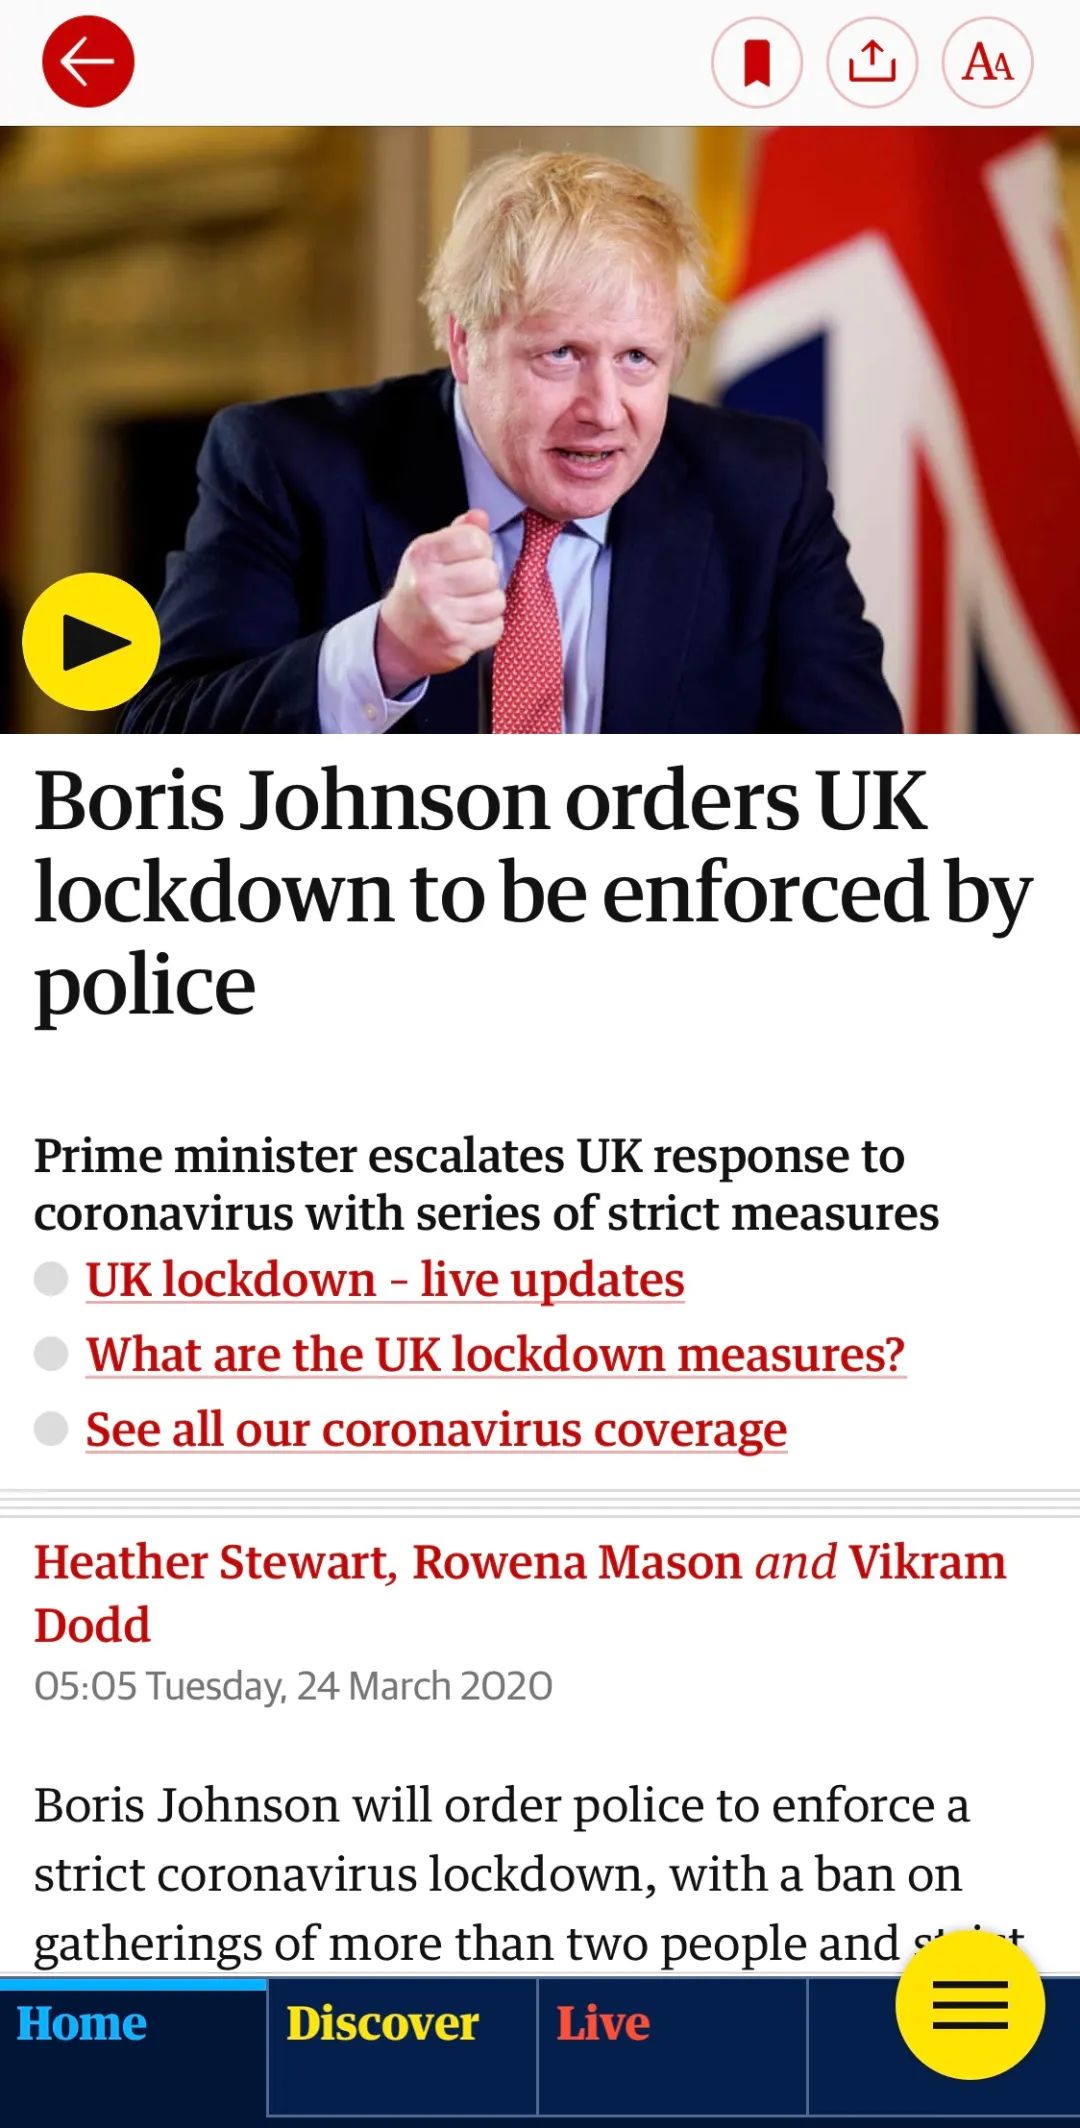 AA
Boris Johnson orders UK
lockdown to be enforced by
police
Prime minister escalates UK response to
coronavirus with series of strict measures
UK lockdown – live updates
What are the UK lockdown measures?
See all our coronavirus coverage
Heather Stewart, Rowena Mason and Vikram
Dodd
05:05 Tuesday, 24 March 2020
Boris Johnson will order police to enforce a
strict coronavirus lockdown, with a ban on
gatherings of more than two people and strict
Home Discover Live